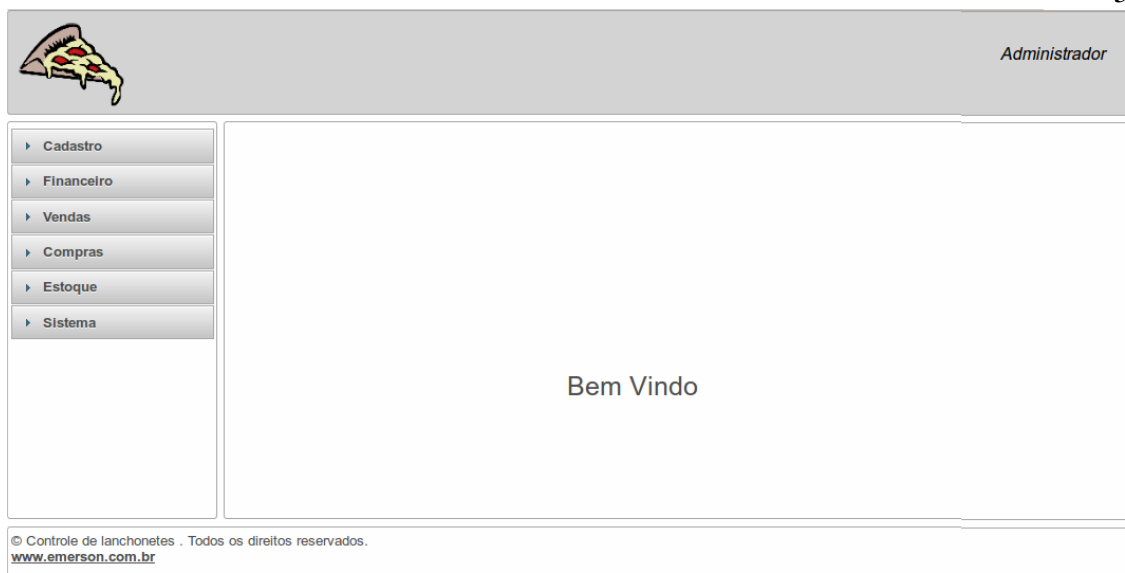 Administrador
Cadastro
Financeiro
Vendas
Compras
Estoque
Sistema
Bem Vindo
© Controle de lanchonetes . Todos os direitos reservados.
www.emerson.com.br